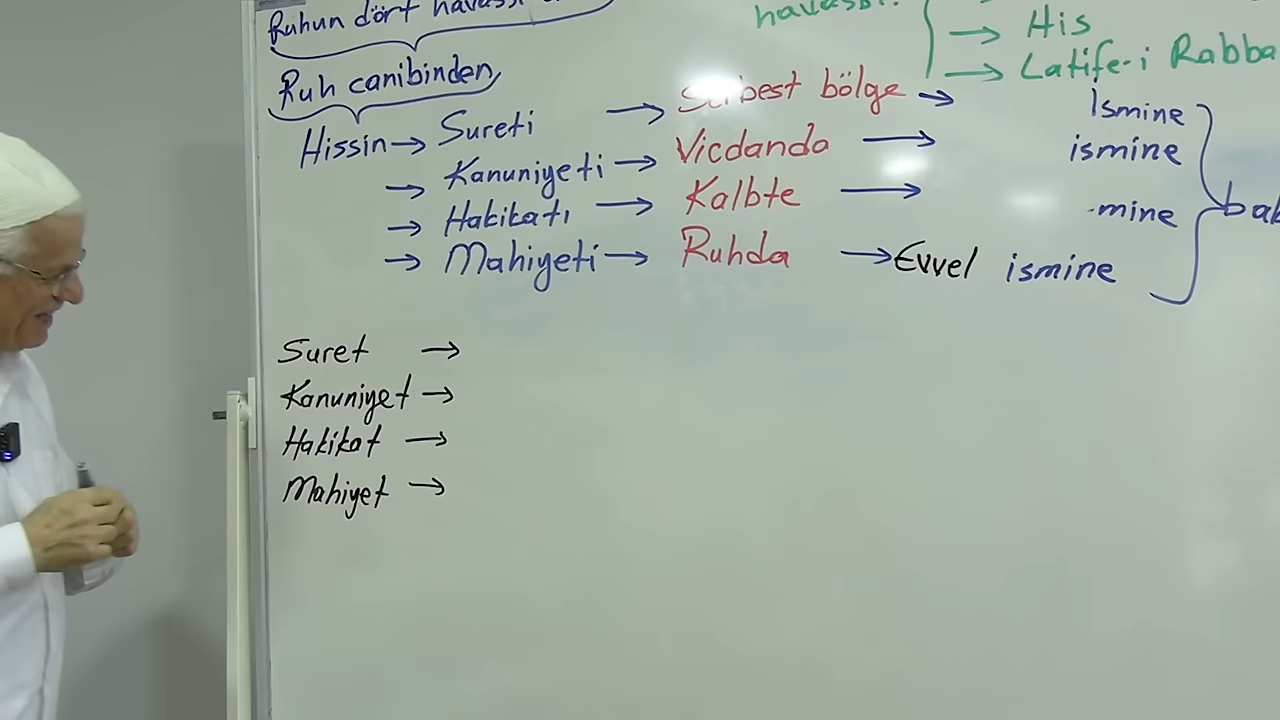 Ruhun dört havassı
havassı:
→ His
Ruh canibinden
→ Latife-i Rabba
Hissin → Sureti → Serbest bölge → İsmine
→ Kanuniyeti → Vicdanda → ismine
→ Hakikatı → Kalbte → mine bak
→ Mahiyeti → Ruhda → Evvel ismine
Suret →
Kanuniyet →
Hakikat →
Mahiyet →